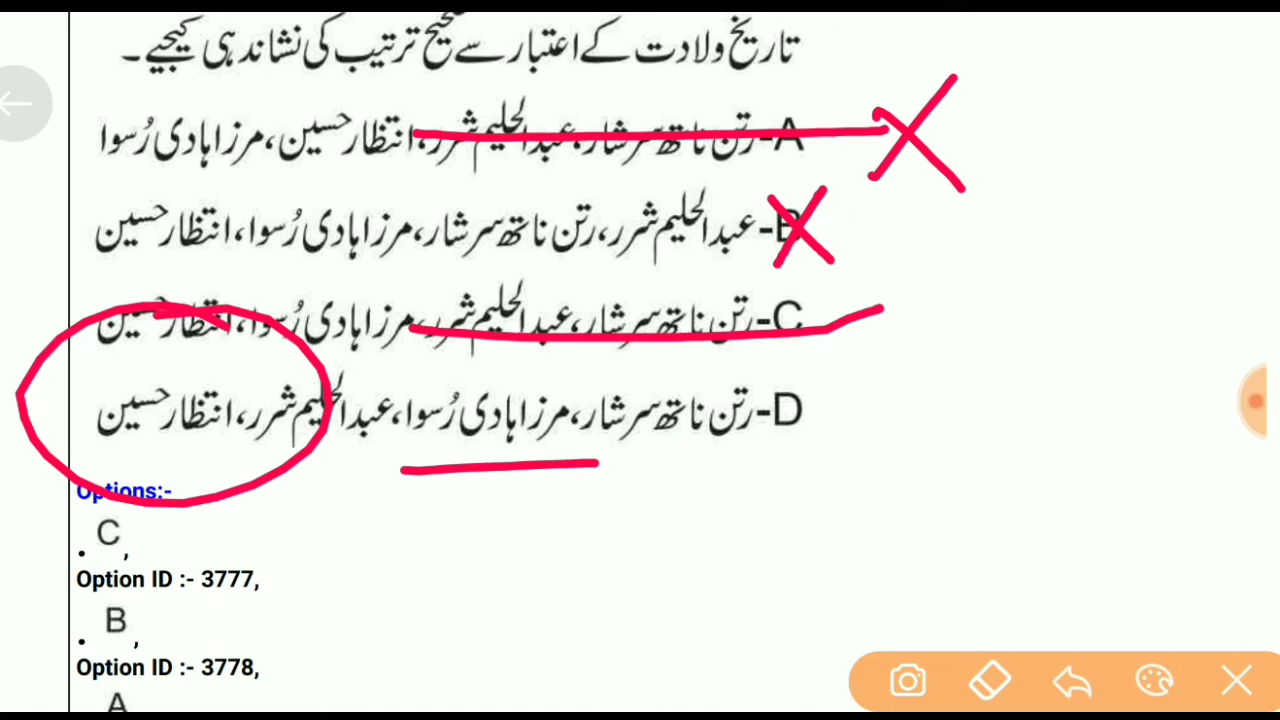 تاریخ ولادت کے اعتبار سے صحیح ترتیب کی نشاندہی کیجیے۔
A-رتن ناتھ سرشار، عبدالحلیم شرر، انتظار حسین، مرزا ہادی رُسوا
B-عبدالحلیم شرر، رتن ناتھ سرشار، مرزا ہادی رُسوا، انتظار حسین
C-رتن ناتھ سرشار، عبدالحلیم شرر، مرزا ہادی رُسوا، انتظار حسین
D-رتن ناتھ سرشار، مرزا ہادی رُسوا، عبدالحلیم شرر، انتظار حسین
Options:-
• C ,
Option ID :- 3777,
• B ,
Option ID :- 3778,
A